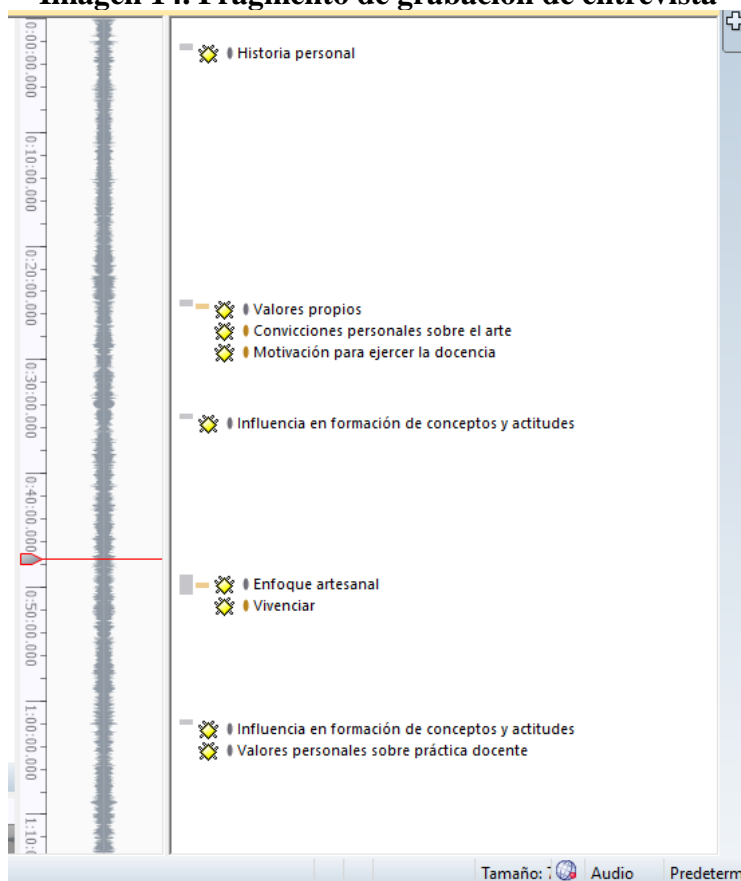 Imagen 14. Fragmento de grabación de entrevista
0:00:00.000
Historia personal
0:10:00.000
0:20:00.000
Valores propios
Convicciones personales sobre el arte
Motivación para ejercer la docencia
0:30:00.000
Influencia en formación de conceptos y actitudes
0:40:00.000
Enfoque artesanal
Vivenciar
0:50:00.000
1:00:00.000
Influencia en formación de conceptos y actitudes
Valores personales sobre práctica docente
1:10:
Tamaño: Audio Predeterm